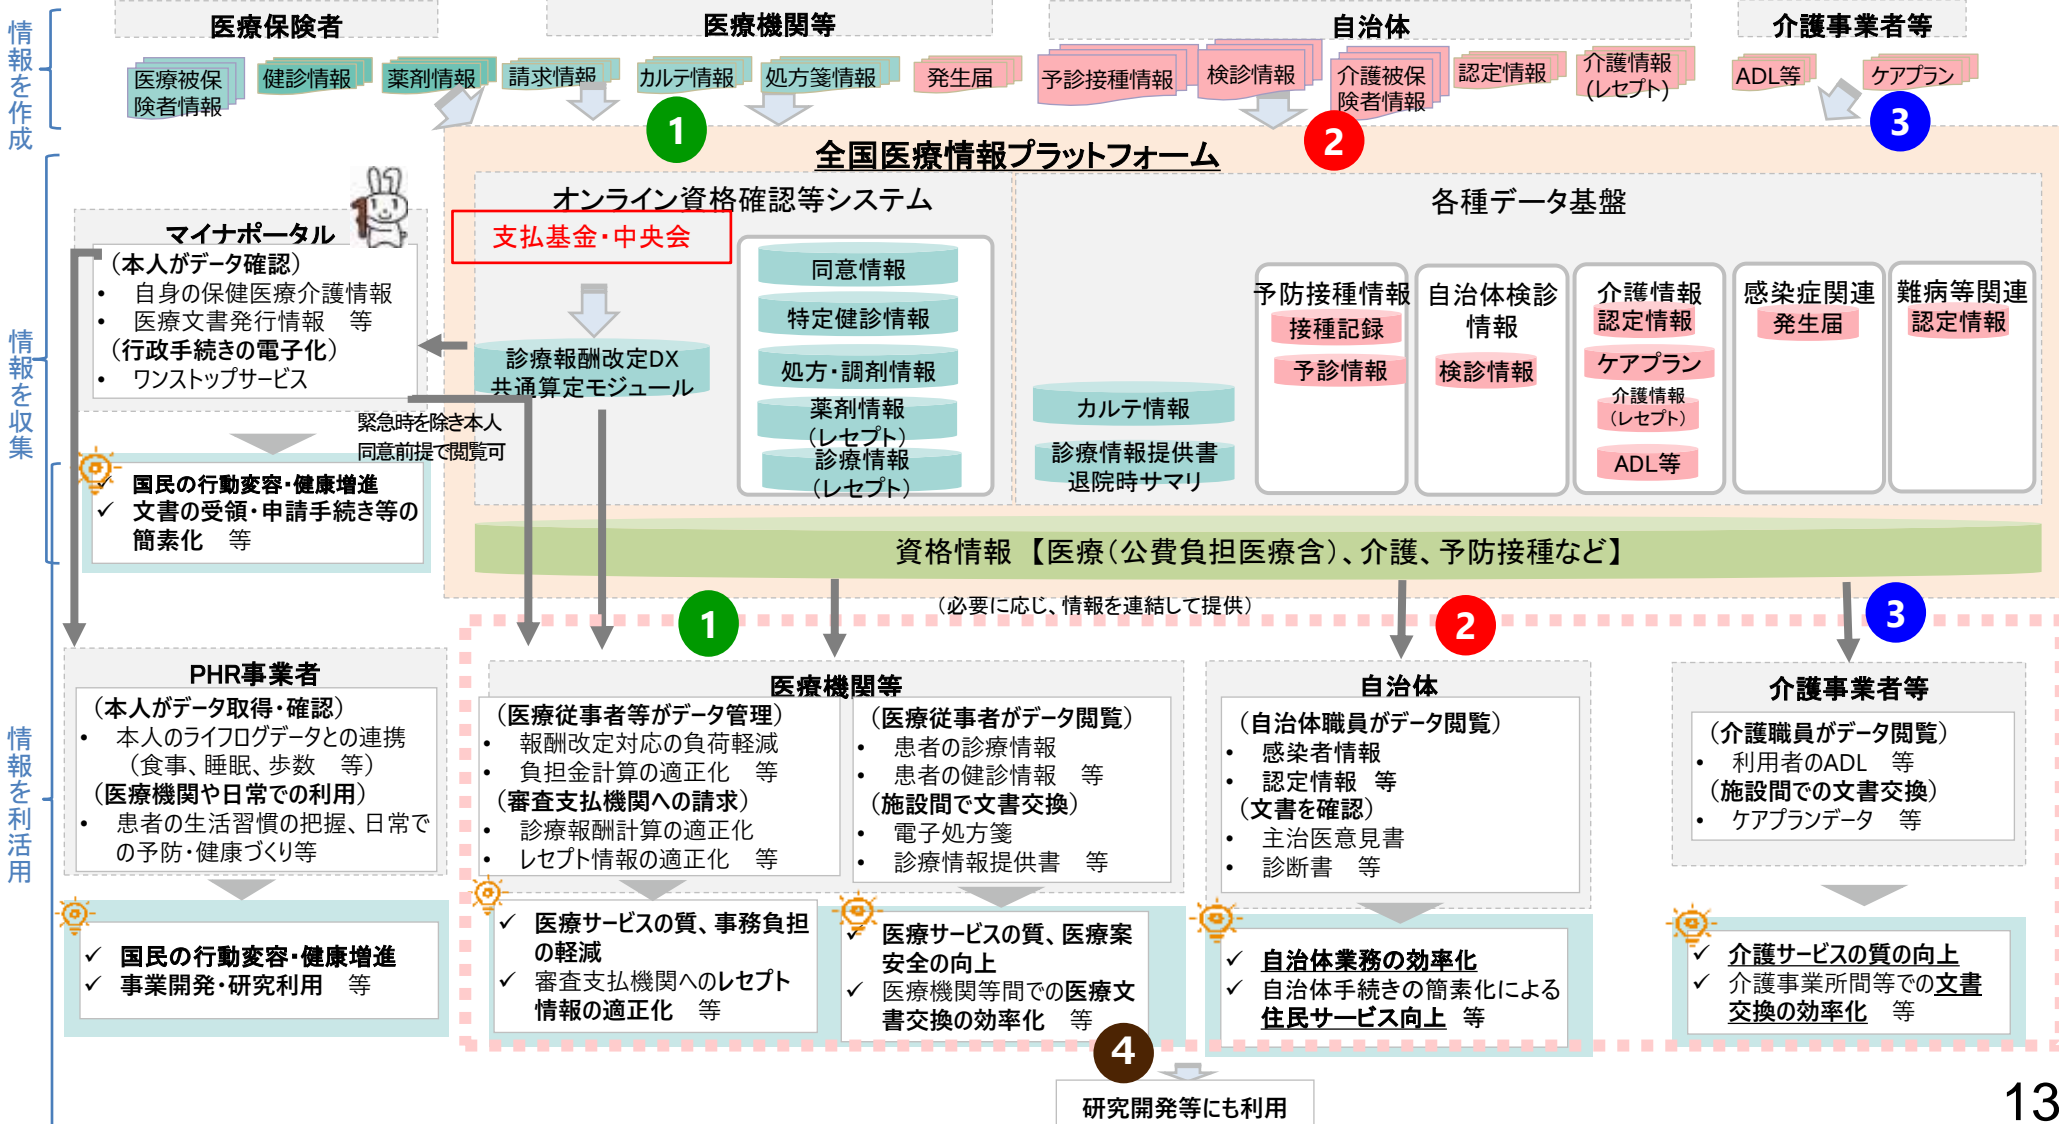 情報を作成
医療保険者
医療機関等
自治体
介護事業者等
医療被保
険者情報
健診情報
薬剤情報
請求情報
カルテ情報
処方箋情報
発生届
予診接種情報
検診情報
介護被保
険者情報
認定情報
介護情報
(レセプト)
ADL等
ケアプラン
1
2
3
情報を収集
全国医療情報プラットフォーム
オンライン資格確認等システム
各種データ基盤
支払基金・中央会
診療報酬改定DX
共通算定モジュール
同意情報
特定健診情報
処方・調剤情報
薬剤情報
(レセプト)
診療情報
(レセプト)
カルテ情報
診療情報提供書
退院時サマリ
予防接種情報
接種記録
予診情報
自治体検診
情報
検診情報
介護情報
認定情報
ケアプラン
介護情報
(レセプト)
ADL等
感染症関連
発生届
難病等関連
認定情報
マイナポータル
(本人がデータ確認)
• 自身の保健医療介護情報
• 医療文書発行情報 等
(行政手続きの電子化)
• ワンストップサービス
緊急時を除き本人
同意前提で閲覧可
✓ 国民の行動変容・健康増進
✓ 文書の受領・申請手続き等の
簡素化 等
資格情報 【医療(公費負担医療含)、介護、予防接種など】
(必要に応じ、情報を連結して提供)
1
2
3
情報を利活用
PHR事業者
(本人がデータ取得・確認)
• 本人のライフログデータとの連携
(食事、睡眠、歩数 等)
(医療機関や日常での利用)
• 患者の生活習慣の把握、日常で
の予防・健康づくり等
✓ 国民の行動変容・健康増進
✓ 事業開発・研究利用 等
医療機関等
(医療従事者等がデータ管理)
• 報酬改定対応の負荷軽減
• 負担金計算の適正化 等
(審査支払機関への請求)
• 診療報酬計算の適正化
• レセプト情報の適正化 等
(医療従事者がデータ閲覧)
• 患者の診療情報
• 患者の健診情報 等
(施設間で文書交換)
• 電子処方箋
• 診療情報提供書 等
✓ 医療サービスの質、事務負担
の軽減
✓ 審査支払機関へのレセプト
情報の適正化 等
✓ 医療サービスの質、医療案
安全の向上
✓ 医療機関等間での医療文
書交換の効率化 等
自治体
(自治体職員がデータ閲覧)
• 感染者情報
• 認定情報 等
(文書を確認)
• 主治医意見書
• 診断書 等
✓ 自治体業務の効率化
✓ 自治体手続きの簡素化による
住民サービス向上 等
介護事業者等
(介護職員がデータ閲覧)
• 利用者のADL 等
(施設間での文書交換)
• ケアプランデータ 等
✓ 介護サービスの質の向上
✓ 介護事業所間等での文書
交換の効率化 等
4
研究開発等にも利用
13